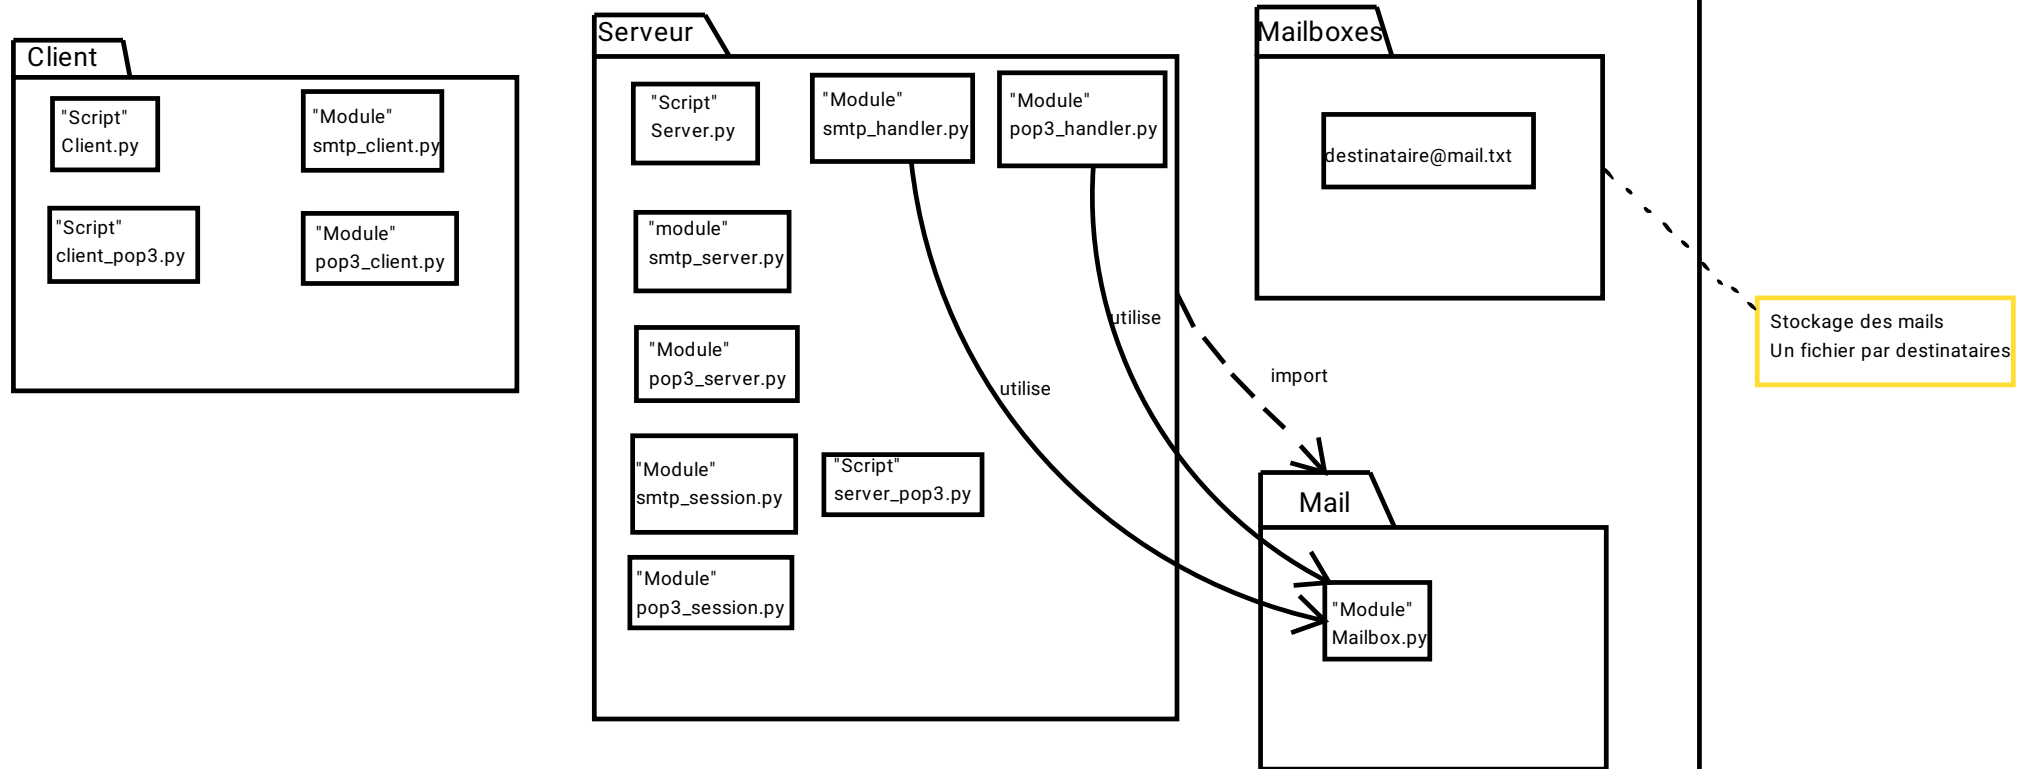 Client
"Script"
Client.py
"Module"
smtp_client.py
"Script"
client_pop3.py
"Module"
pop3_client.py
Serveur
"Script"
Server.py
"Module"
smtp_handler.py
"Module"
pop3_handler.py
"module"
smtp_server.py
"Module"
pop3_server.py
"Module"
smtp_session.py
"Script"
server_pop3.py
"Module"
pop3_session.py
utilise
utilise
import
Mailboxes
destinataire@mail.txt
Stockage des mails
Un fichier par destinataires
Mail
"Module"
Mailbox.py